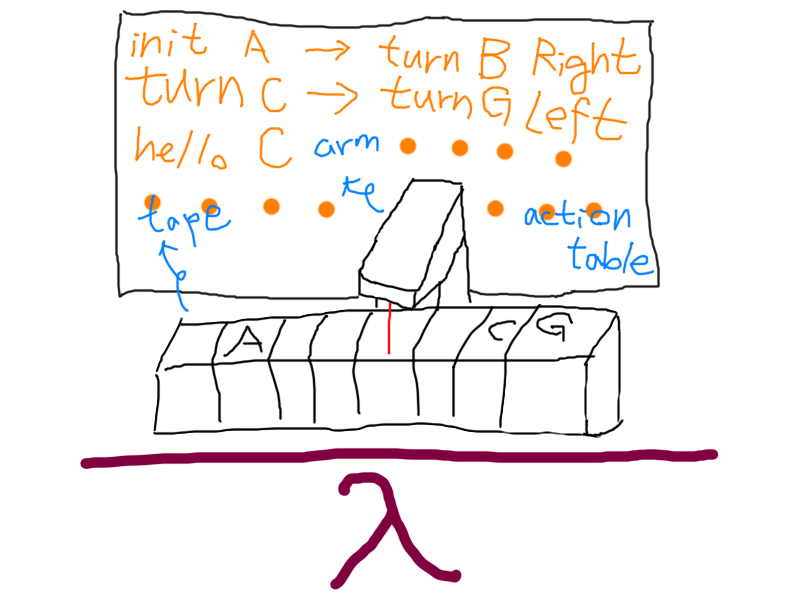 init A → turn B Right
turn C → turn G Left
hello C arm
tape
action
table
A C G
λ